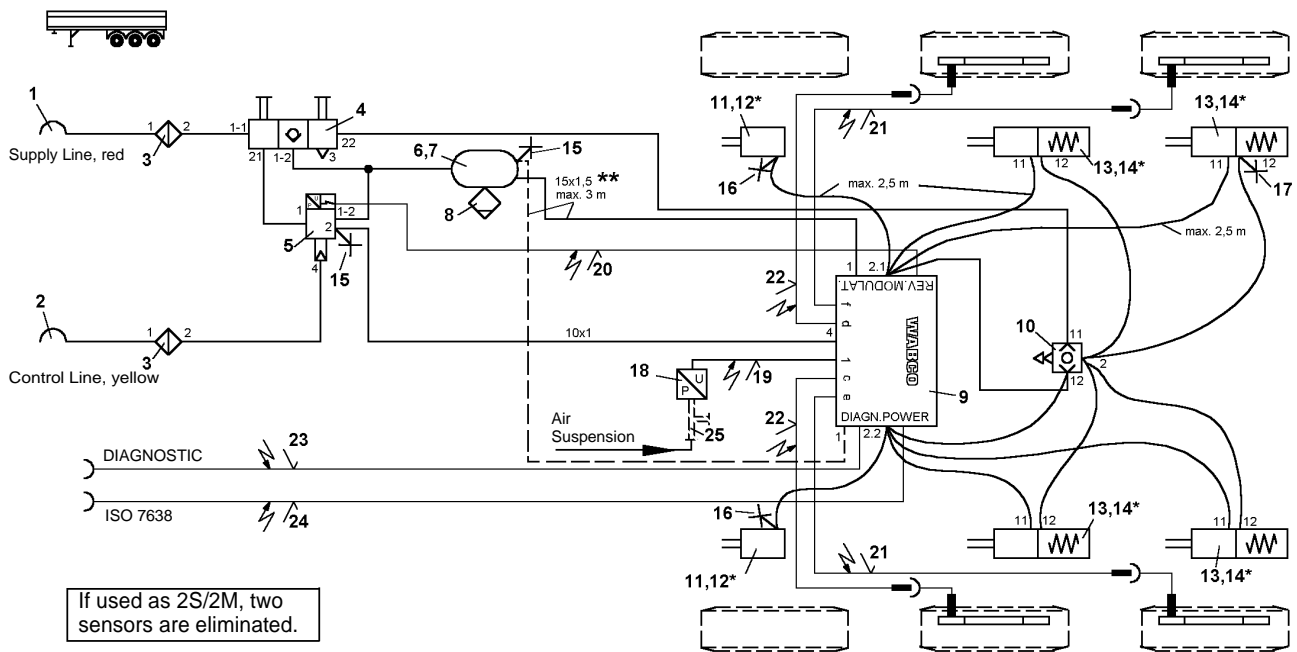 1
Supply Line, red
1
2
3
1-1
4
21
1-2
22
3
6,7
15
8
15x1,5 **
max. 3 m
1
1-2
2
5
4
15
20
2
Control Line, yellow
1
2
3
10x1
18
U
P
19
Air
Suspension
25
22
22
23
DIAGNOSTIC
ISO 7638
24
11,12*
16
max. 2,5 m
21
13,14*
11
12
13,14*
11
12
17
max. 2,5 m
1
2.1
REV.MODULAT.
f
d
4
1
c
e
WABCO
9
DIAGN.POWER
1
2.2
10
11
12
2
16
11,12*
11
12
13,14*
21
11
12
13,14*
If used as 2S/2M, two
sensors are eliminated.